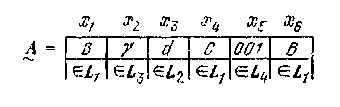 x₁ x₂ x₃ x₄ x₅ x₆
A = в γ d c 001 в
∈L₁ ∈L₃ ∈L₂ ∈L₁ ∈L₄ ∈L₁